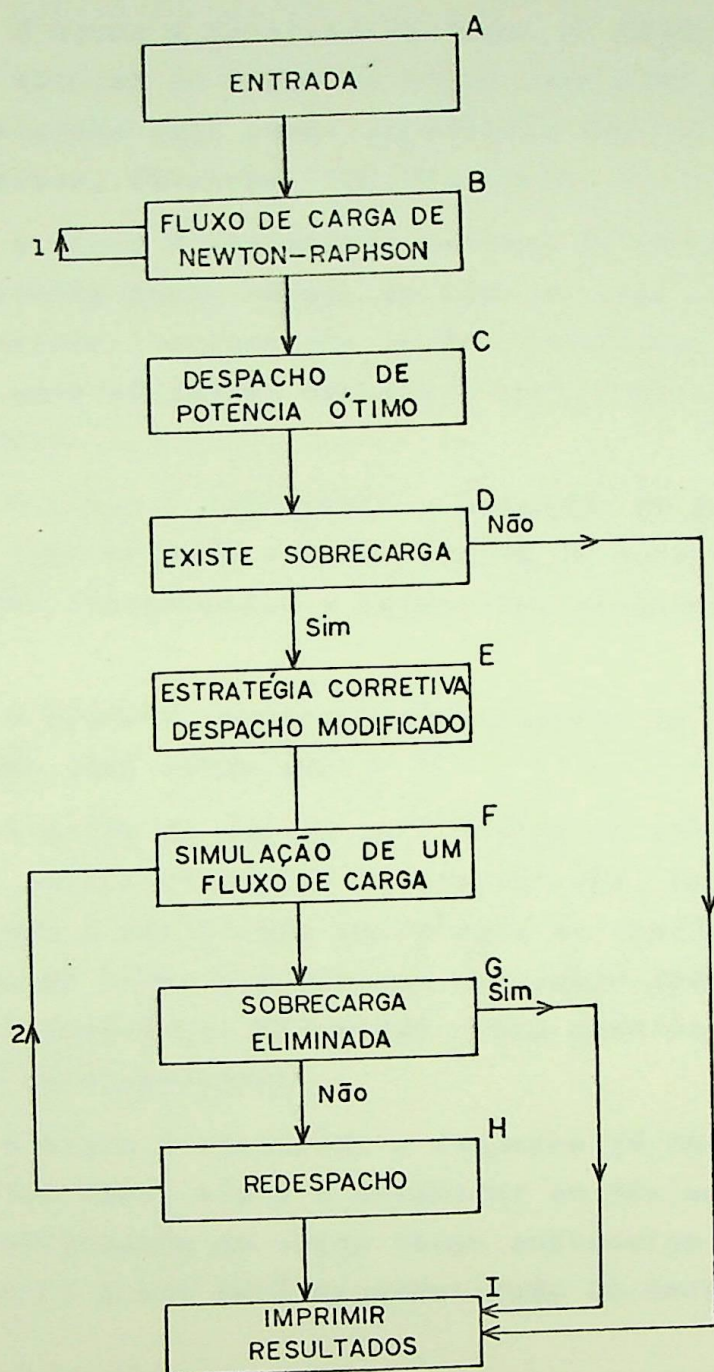 A
ENTRADA
B
FLUXO DE CARGA DE
NEWTON-RAPHSON
1
C
DESPACHO DE
POTÊNCIA ÓTIMO
D
Não
EXISTE SOBRECARGA
Sim
E
ESTRATÉGIA CORRETIVA
DESPACHO MODIFICADO
F
SIMULAÇÃO DE UM
FLUXO DE CARGA
G
Sim
SOBRECARGA
ELIMINADA
2
Não
H
REDESPACHO
I
IMPRIMIR
RESULTADOS